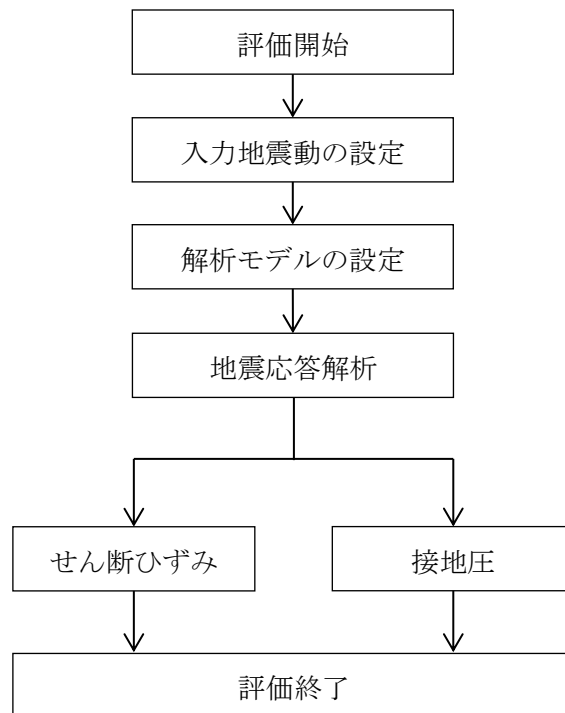 評価開始
入力地震動の設定
解析モデルの設定
地震応答解析
せん断ひずみ
接地圧
評価終了